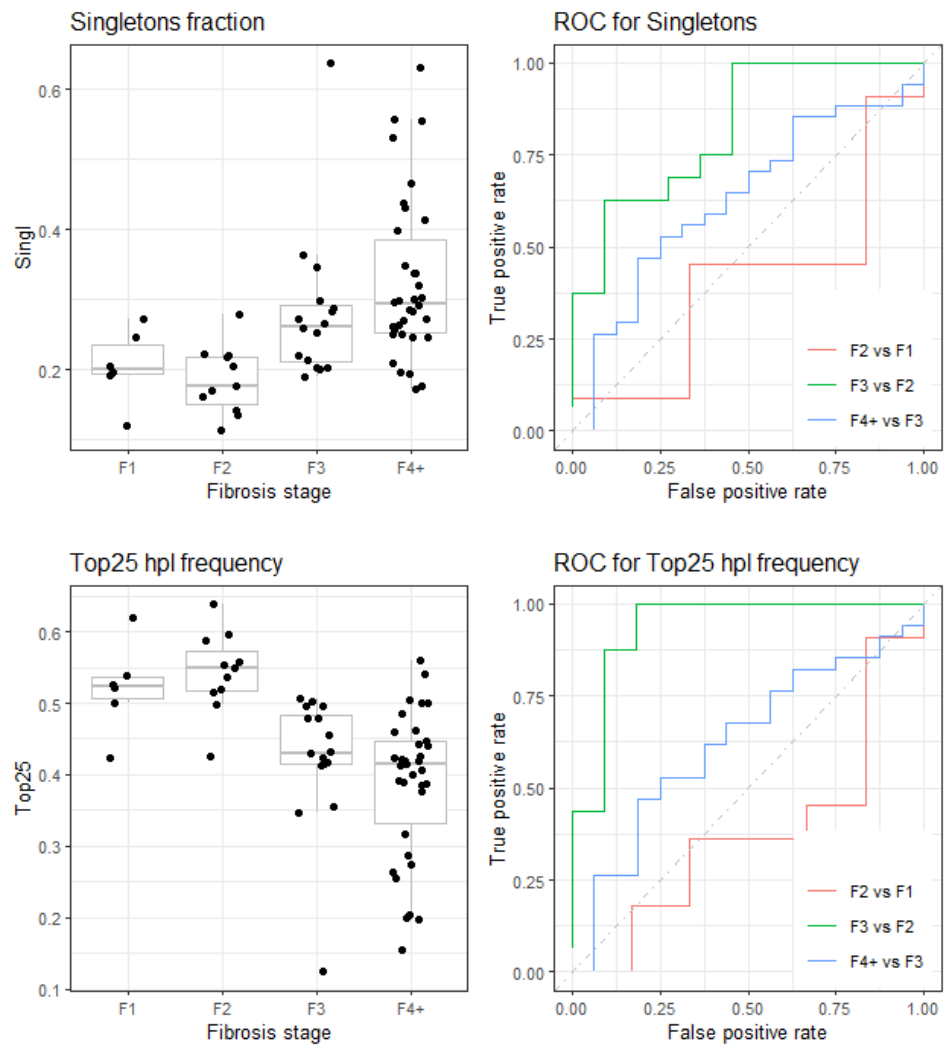 Singletons fraction
Singl
0.6
0.4
0.2
F1 F2 F3 F4+
Fibrosis stage
ROC for Singletons
True positive rate
1.00
0.75
0.50
0.25
0.00
F2 vs F1
F3 vs F2
F4+ vs F3
0.00 0.25 0.50 0.75 1.00
False positive rate
Top25 hpl frequency
Top25
0.6
0.5
0.4
0.3
0.2
0.1
F1 F2 F3 F4+
Fibrosis stage
ROC for Top25 hpl frequency
True positive rate
1.00
0.75
0.50
0.25
0.00
F2 vs F1
F3 vs F2
F4+ vs F3
0.00 0.25 0.50 0.75 1.00
False positive rate